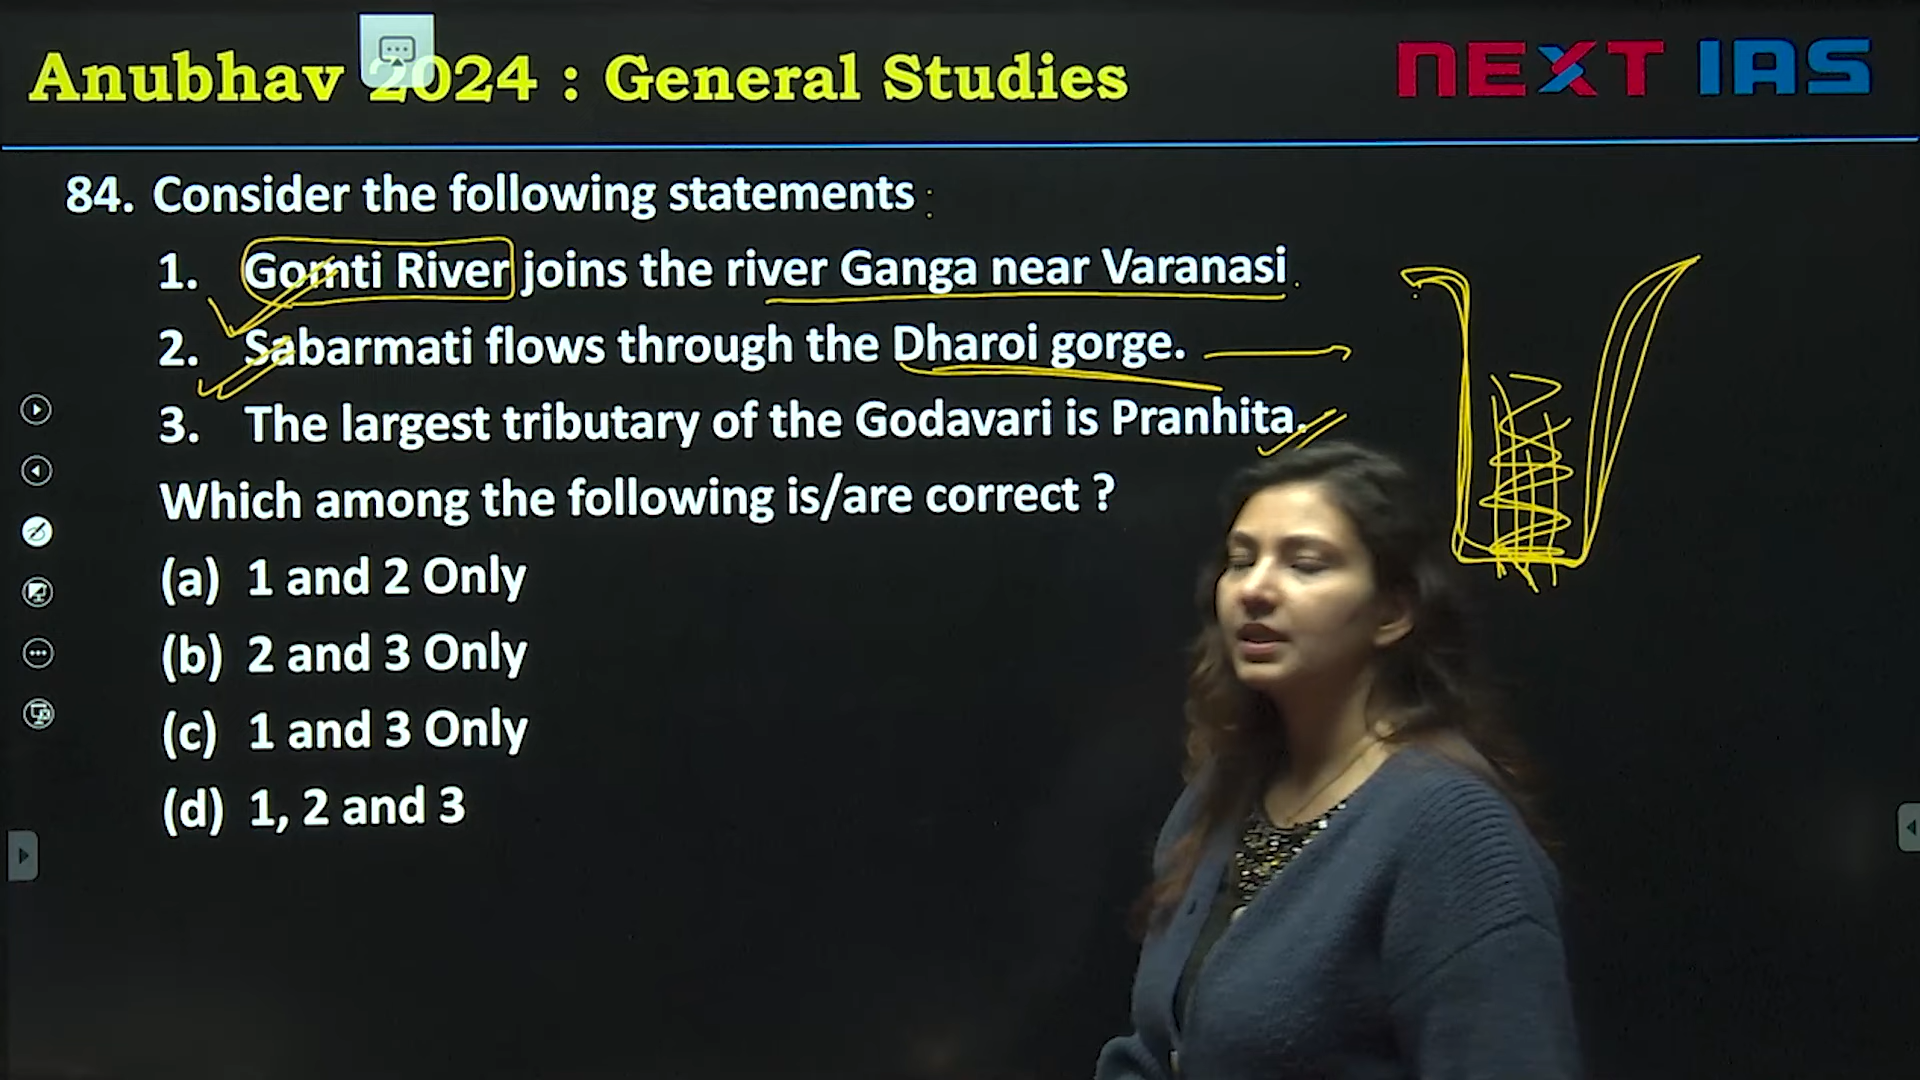 Anubhav 2024 : General Studies
NEXT IAS
84. Consider the following statements :
1. Gomti River joins the river Ganga near Varanasi.
2. Sabarmati flows through the Dharoi gorge.
3. The largest tributary of the Godavari is Pranhita.
Which among the following is/are correct ?
(a) 1 and 2 Only
(b) 2 and 3 Only
(c) 1 and 3 Only
(d) 1, 2 and 3